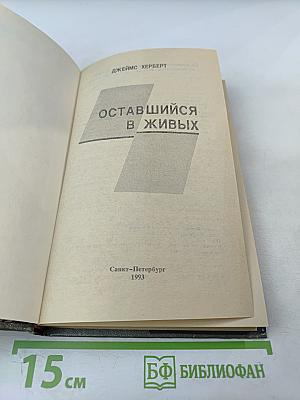 ДЖЕЙМС ХЕРБЕРТ
ОСТАВШИЙСЯ
В ЖИВЫХ
Санкт-Петербург
1993
15 см
БФ БИБЛИОФАН